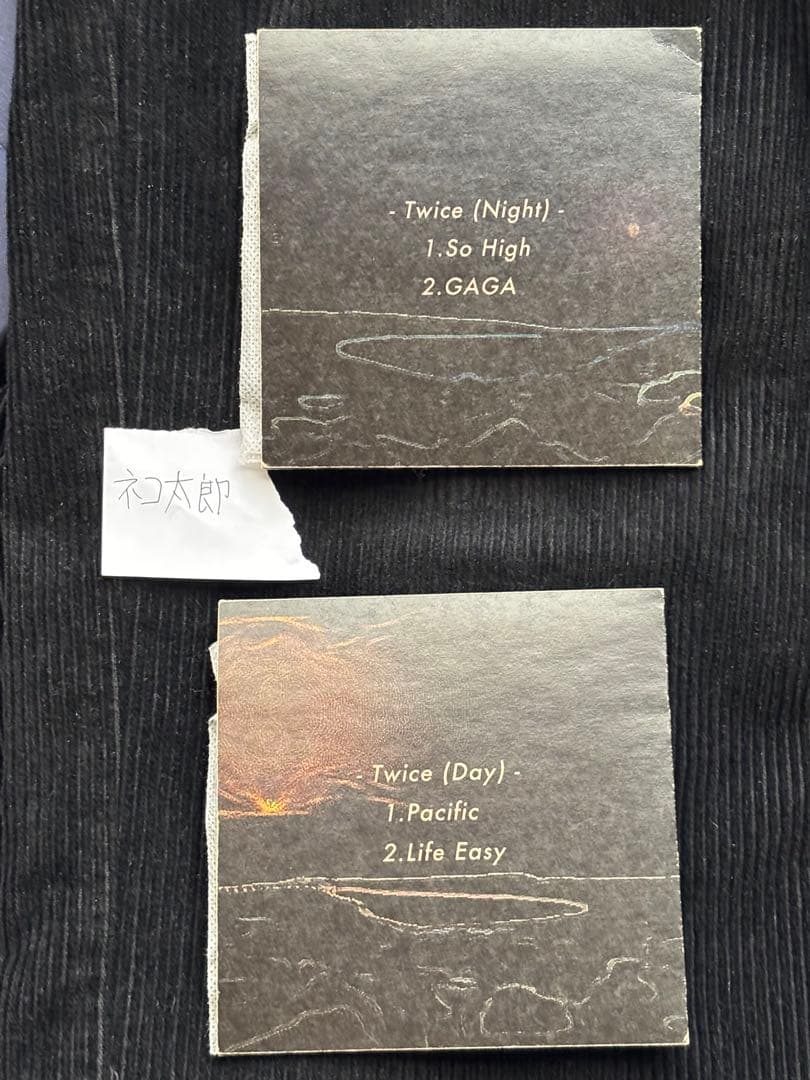 - Twice (Night) -
1.So High
2.GAGA
ネコ太郎
- Twice (Day) -
1.Pacific
2.Life Easy